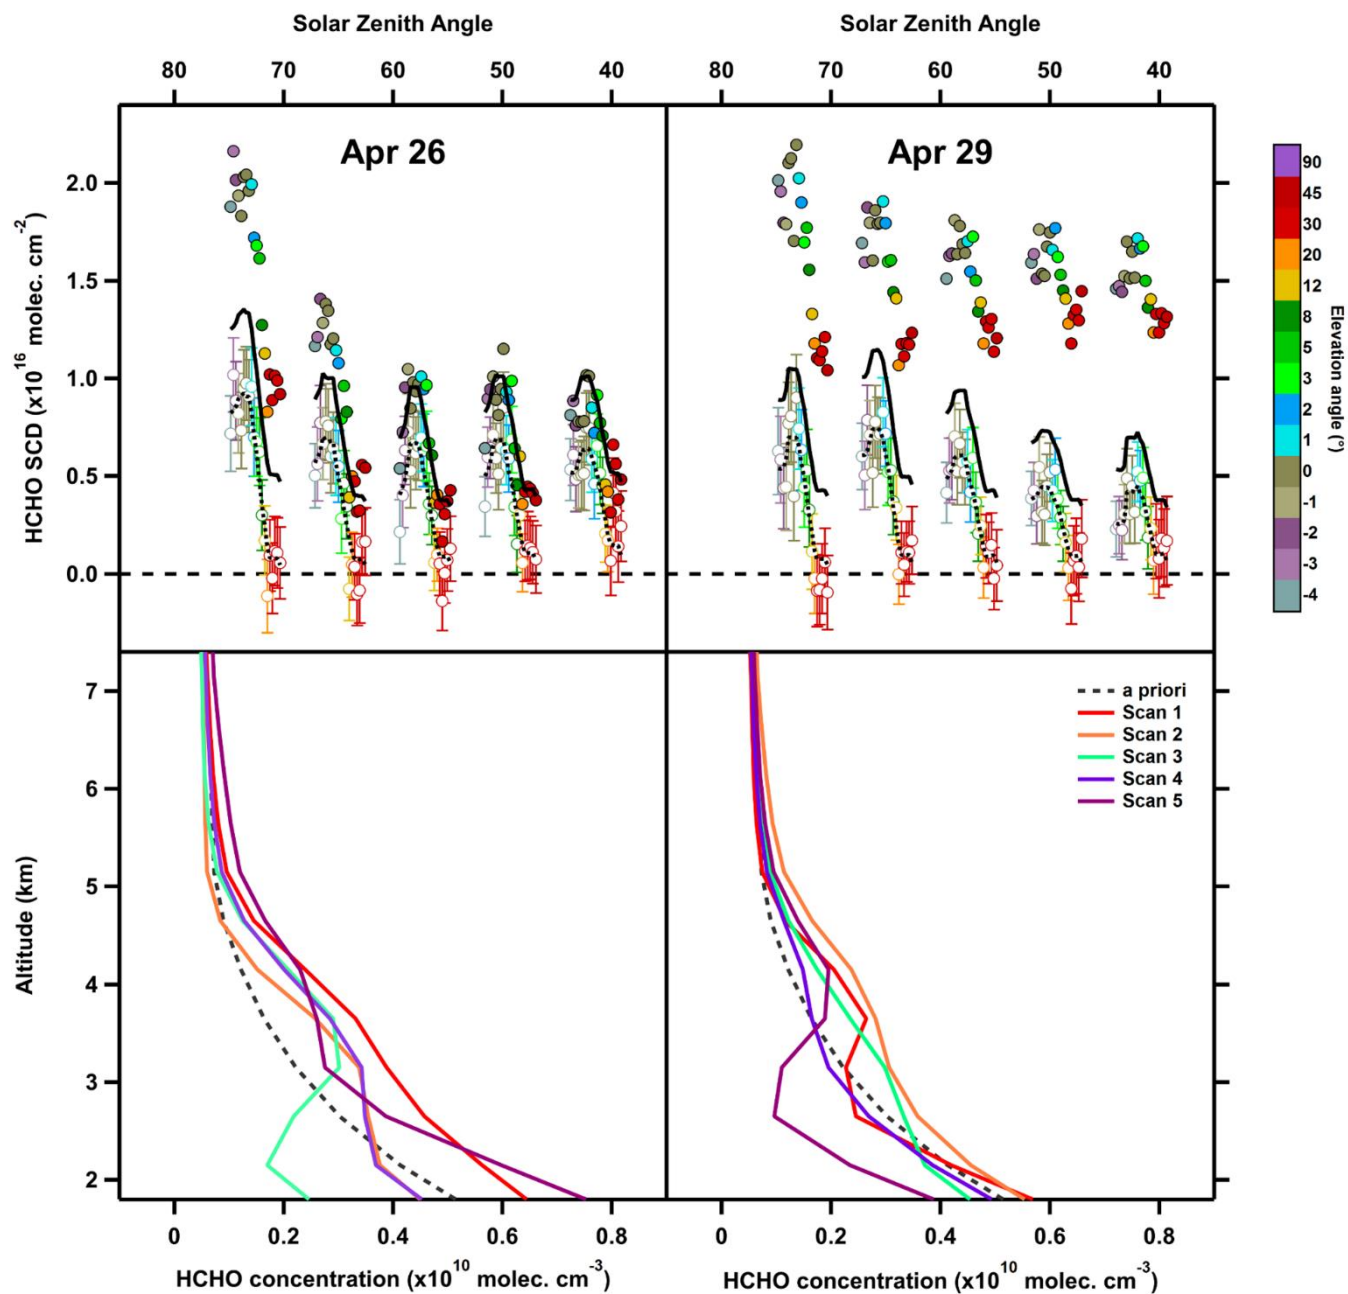 Solar Zenith Angle
Solar Zenith Angle
80 70 60 50 40
80 70 60 50 40
Apr 26
Apr 29
HCHO SCD (x10^16 molec. cm^-2)
2.0
1.5
1.0
0.5
0.0
90
45
30
20
12
8
5
3
2
1
0
-1
-2
-3
-4
Elevation angle (°)
Altitude (km)
7
6
5
4
3
2
a priori
Scan 1
Scan 2
Scan 3
Scan 4
Scan 5
0 0.2 0.4 0.6 0.8
0 0.2 0.4 0.6 0.8
HCHO concentration (x10^10 molec. cm^-3)
HCHO concentration (x10^10 molec. cm^-3)